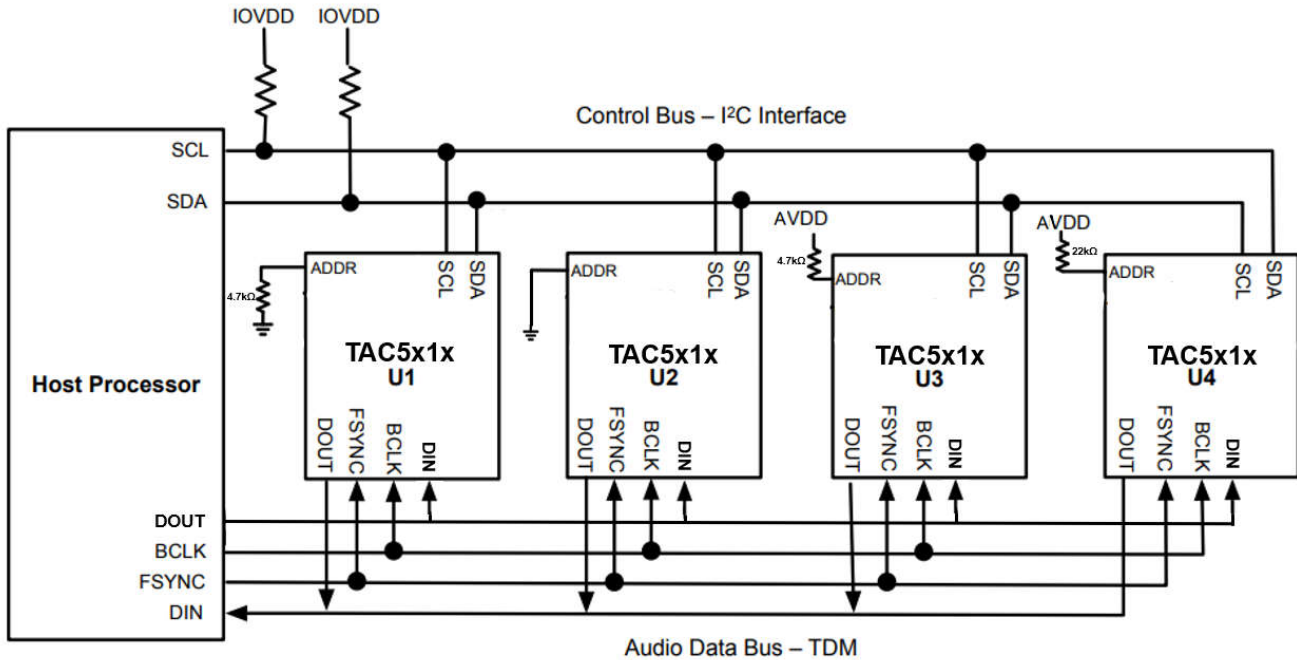 IOVDD IOVDD
Control Bus – I²C Interface
SCL
SDA
AVDD
AVDD
4.7kΩ
ADDR
SCL
SDA
ADDR
SCL
SDA
4.7kΩ
ADDR
SCL
SDA
22kΩ
ADDR
SCL
SDA
Host Processor
TAC5x1x
U1
TAC5x1x
U2
TAC5x1x
U3
TAC5x1x
U4
DOUT
FSYNC
BCLK
DIN
DOUT
FSYNC
BCLK
DIN
DOUT
FSYNC
BCLK
DIN
DOUT
FSYNC
BCLK
DIN
DOUT
BCLK
FSYNC
DIN
Audio Data Bus – TDM